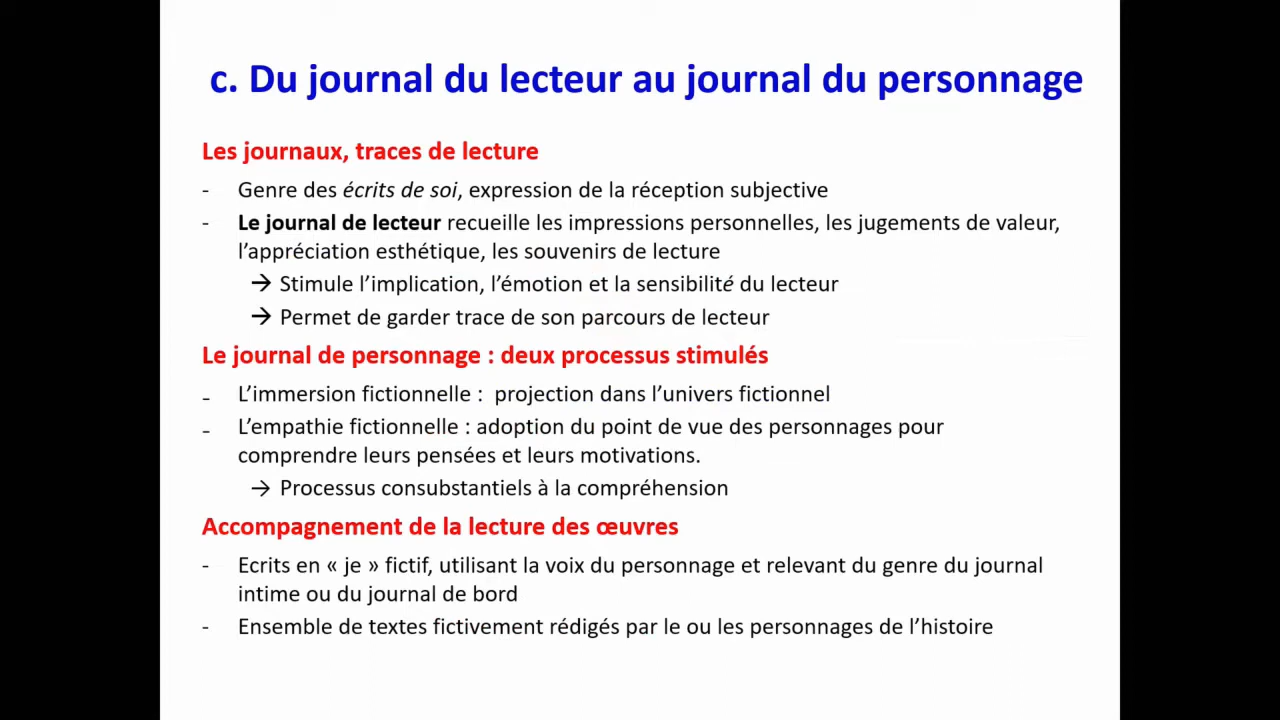 c. Du journal du lecteur au journal du personnage
Les journaux, traces de lecture
- Genre des écrits de soi, expression de la réception subjective
- Le journal de lecteur recueille les impressions personnelles, les jugements de valeur,
l’appréciation esthétique, les souvenirs de lecture
→ Stimule l’implication, l’émotion et la sensibilité du lecteur
→ Permet de garder trace de son parcours de lecteur
Le journal de personnage : deux processus stimulés
- L’immersion fictionnelle : projection dans l’univers fictionnel
- L’empathie fictionnelle : adoption du point de vue des personnages pour
comprendre leurs pensées et leurs motivations.
→ Processus consubstantiels à la compréhension
Accompagnement de la lecture des œuvres
- Ecrits en « je » fictif, utilisant la voix du personnage et relevant du genre du journal
intime ou du journal de bord
- Ensemble de textes fictivement rédigés par le ou les personnages de l’histoire